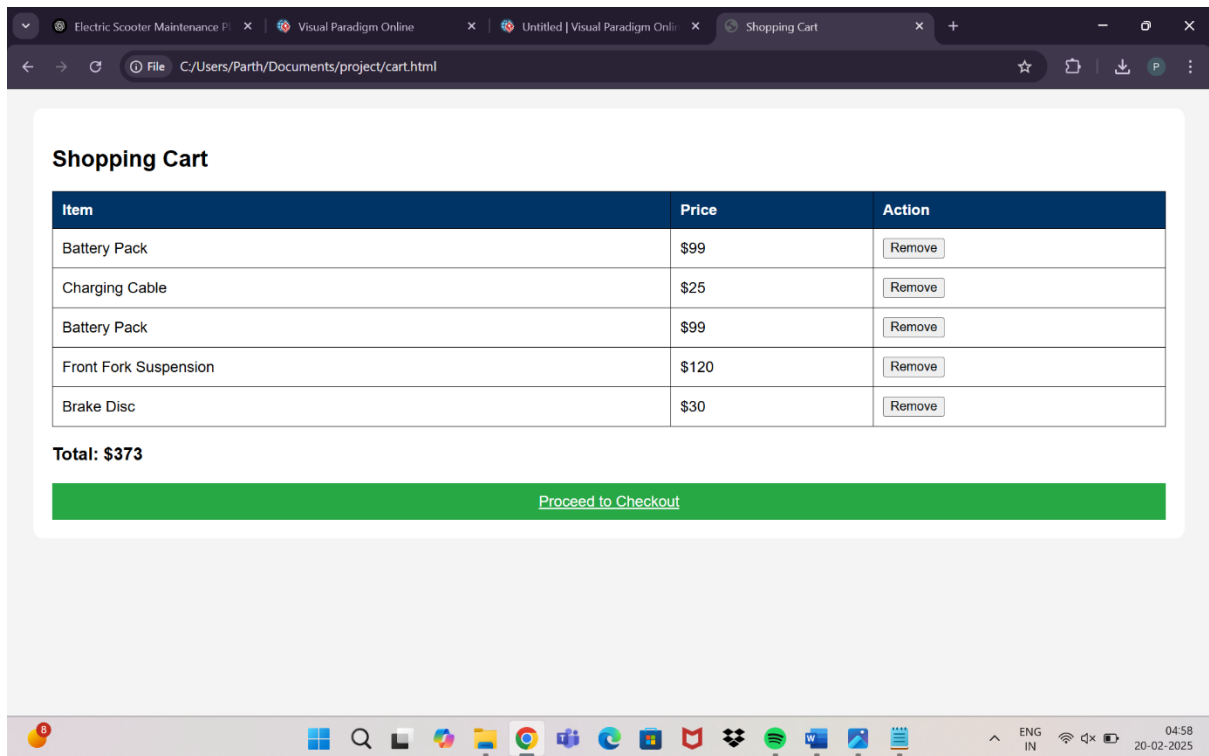 Electric Scooter Maintenance Pl
Visual Paradigm Online
Untitled | Visual Paradigm Onlin
Shopping Cart
File C:/Users/Parth/Documents/project/cart.html
P
Shopping Cart
Item Price Action
Battery Pack $99 Remove
Charging Cable $25 Remove
Battery Pack $99 Remove
Front Fork Suspension $120 Remove
Brake Disc $30 Remove
Total: $373
Proceed to Checkout
8
ENG
IN
04:58
20-02-2025